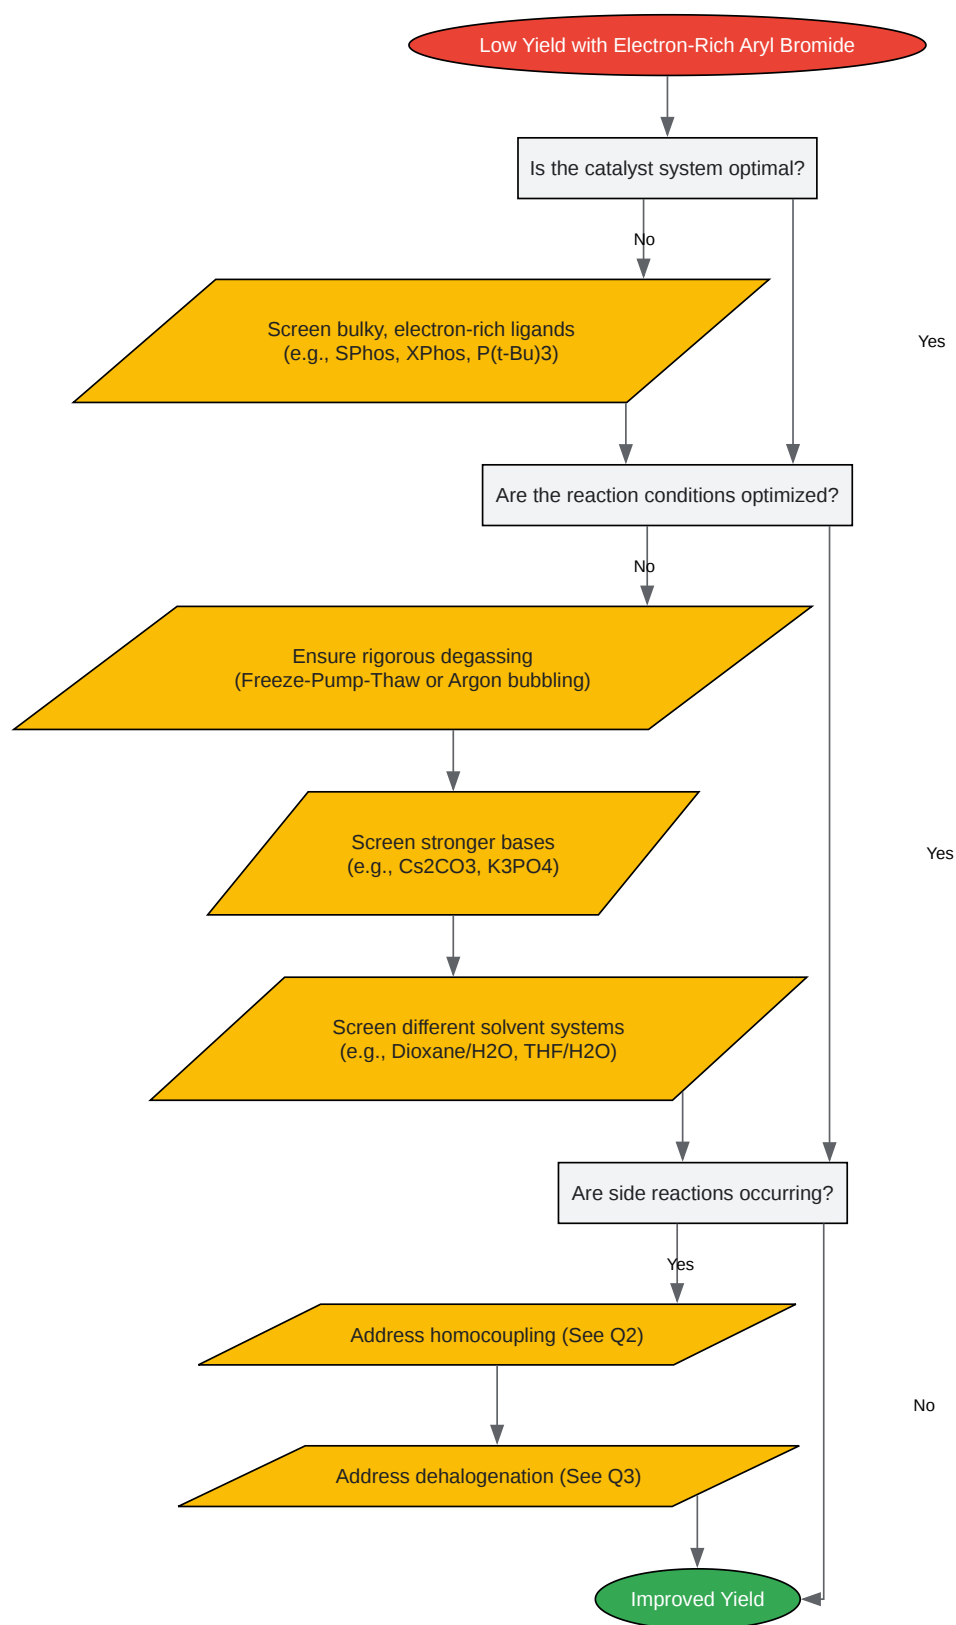 Low Yield with Electron-Rich Aryl Bromide
Is the catalyst system optimal?
No
Screen bulky, electron-rich ligands
(e.g., SPhos, XPhos, P(t-Bu)3)
Yes
Are the reaction conditions optimized?
No
Ensure rigorous degassing
(Freeze-Pump-Thaw or Argon bubbling)
Screen stronger bases
(e.g., Cs2CO3, K3PO4)
Yes
Screen different solvent systems
(e.g., Dioxane/H2O, THF/H2O)
Are side reactions occurring?
Yes
Address homocoupling (See Q2)
No
Address dehalogenation (See Q3)
Improved Yield